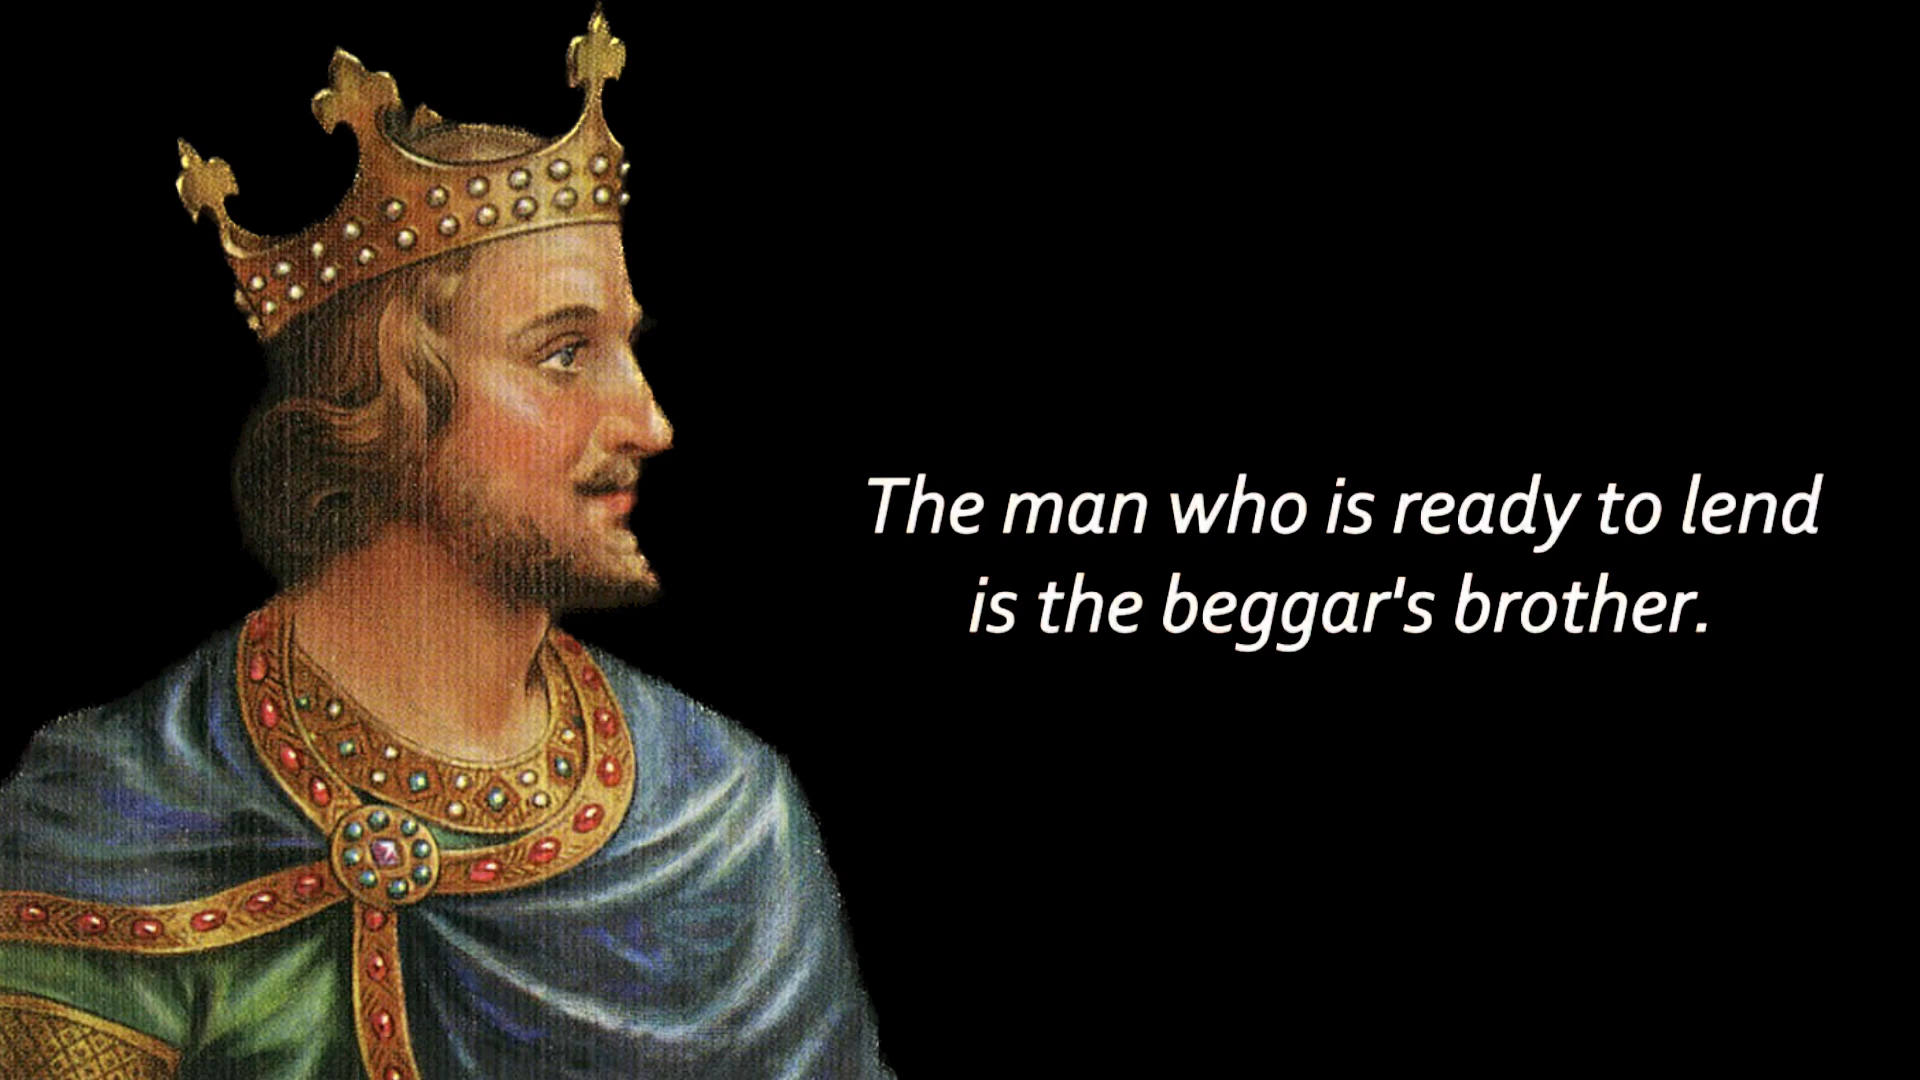 The man who is ready to lend
is the beggar's brother.